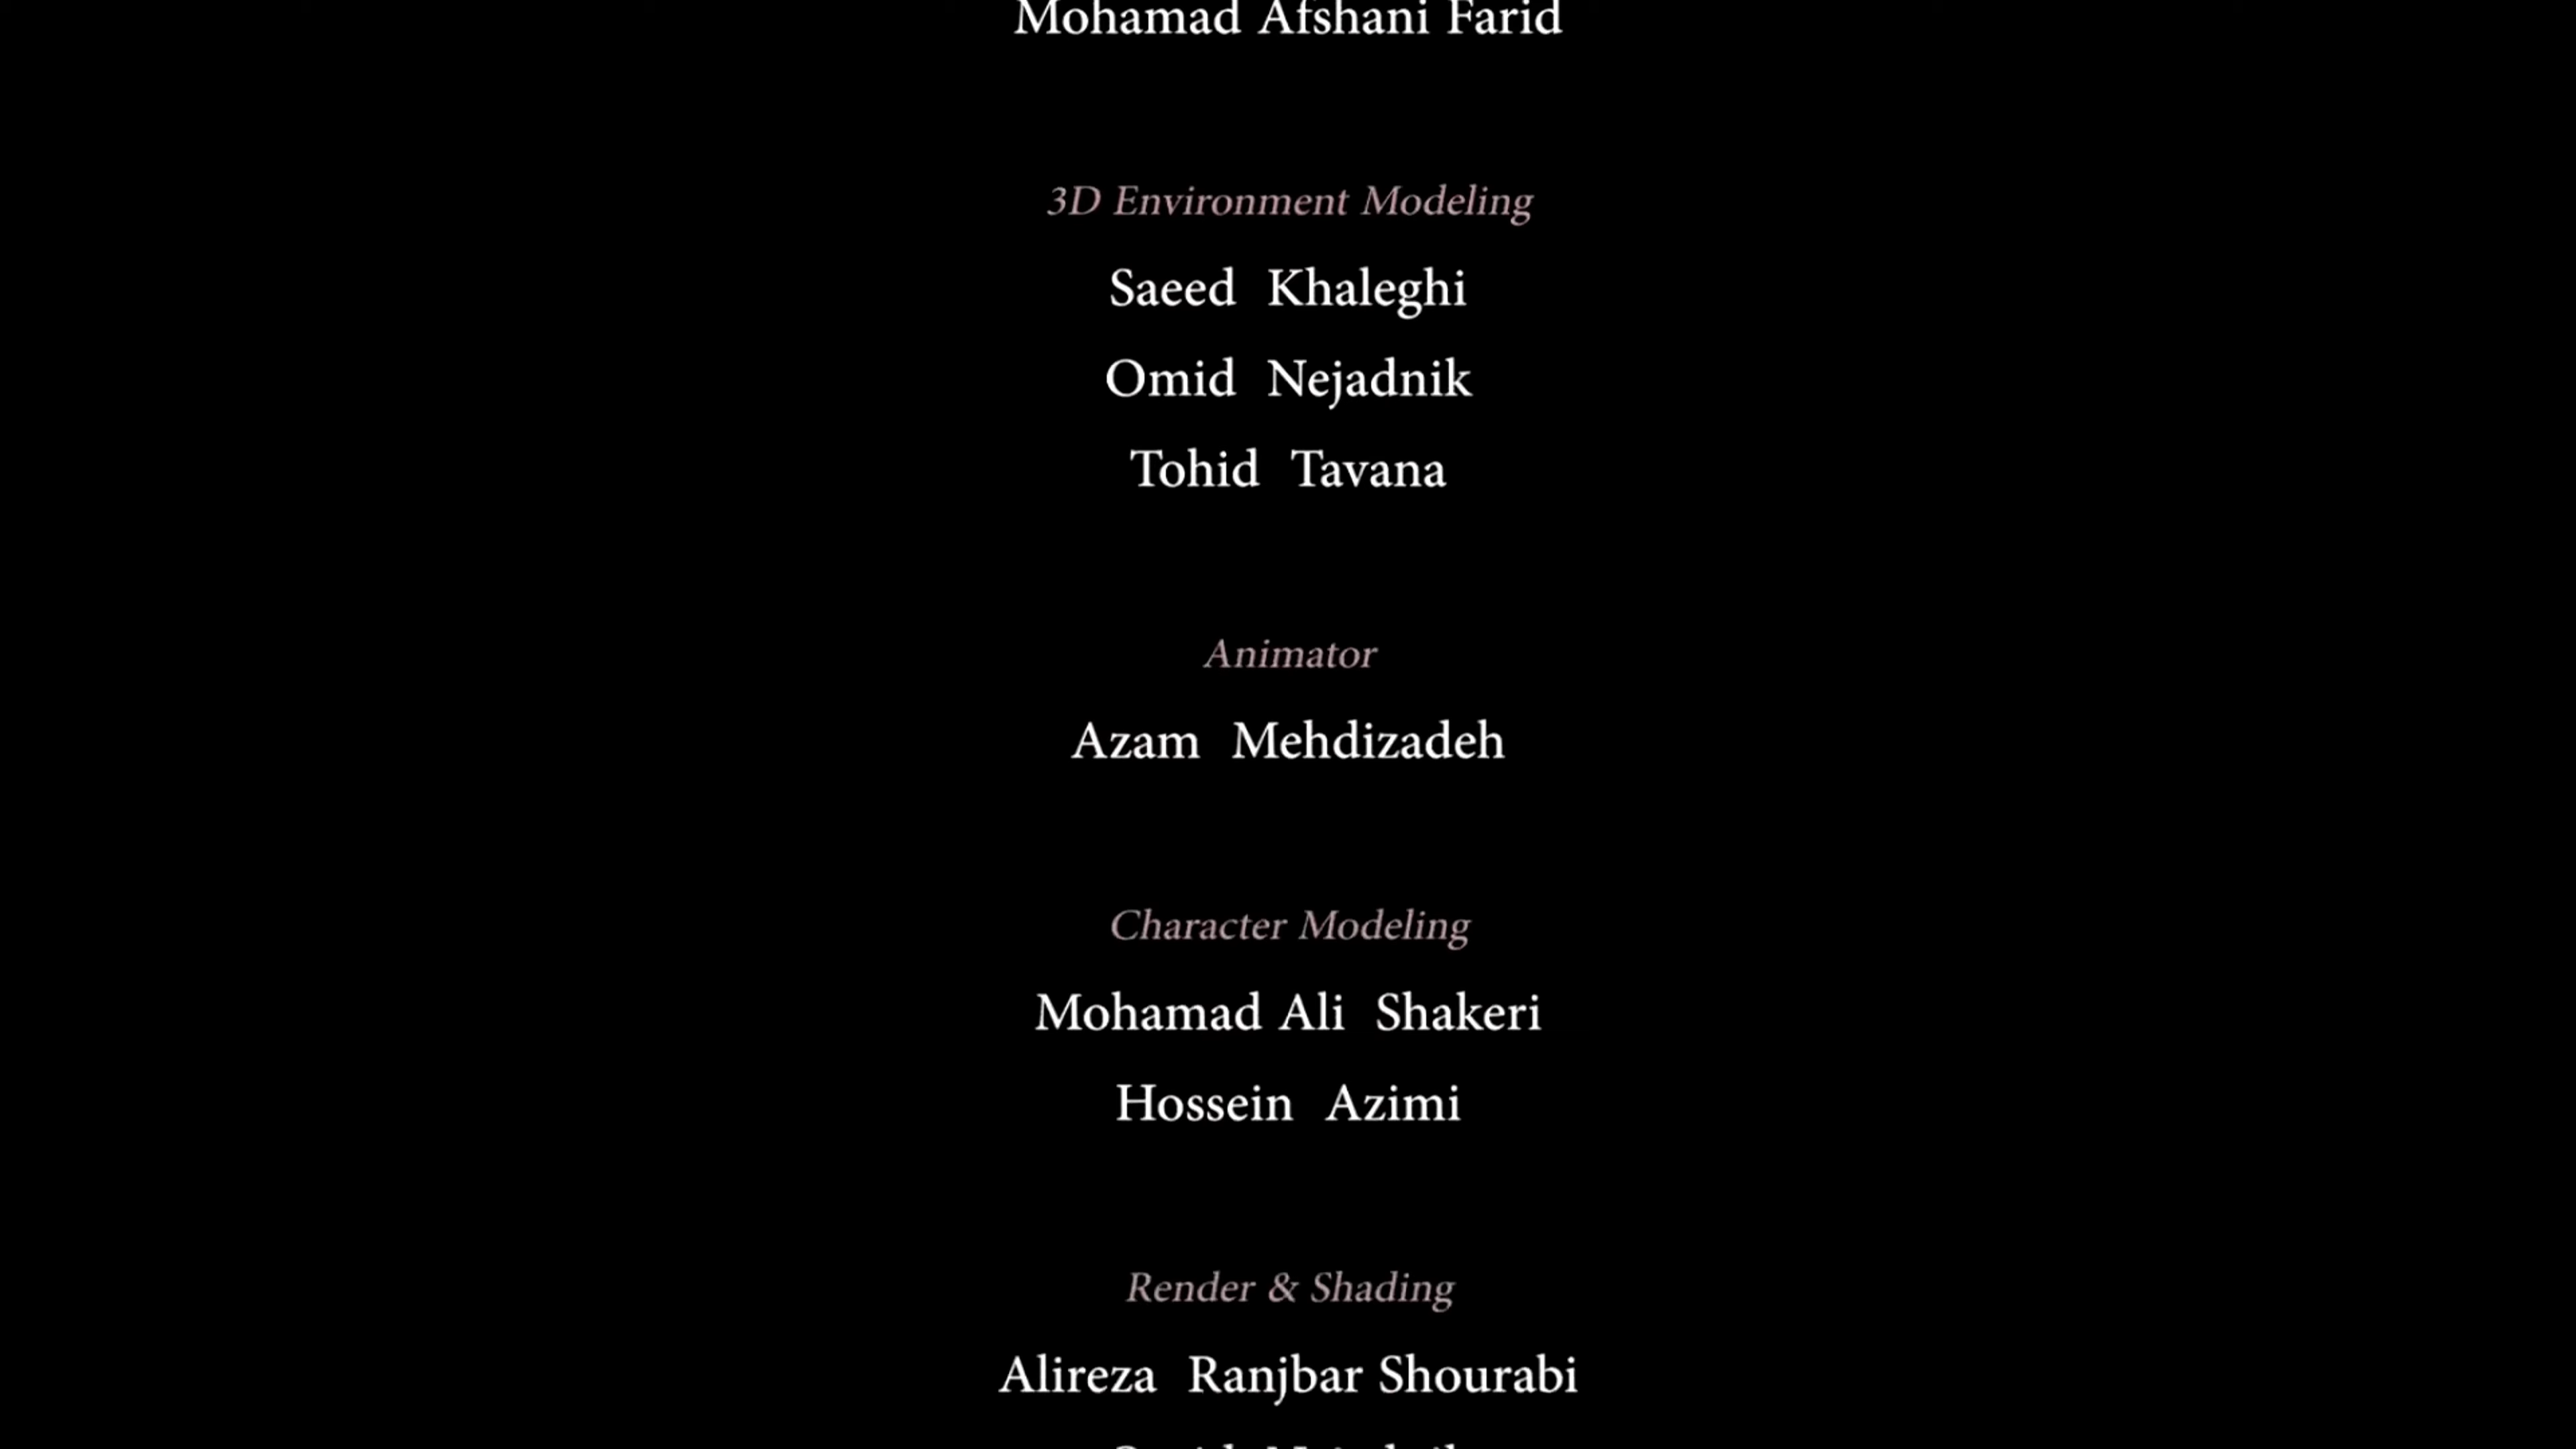 Mohamad Afshani Farid
3D Environment Modeling
Saeed Khaleghi
Omid Nejadnik
Tohid Tavana
Animator
Azam Mehdizadeh
Character Modeling
Mohamad Ali Shakeri
Hossein Azimi
Render & Shading
Alireza Ranjbar Shourabi